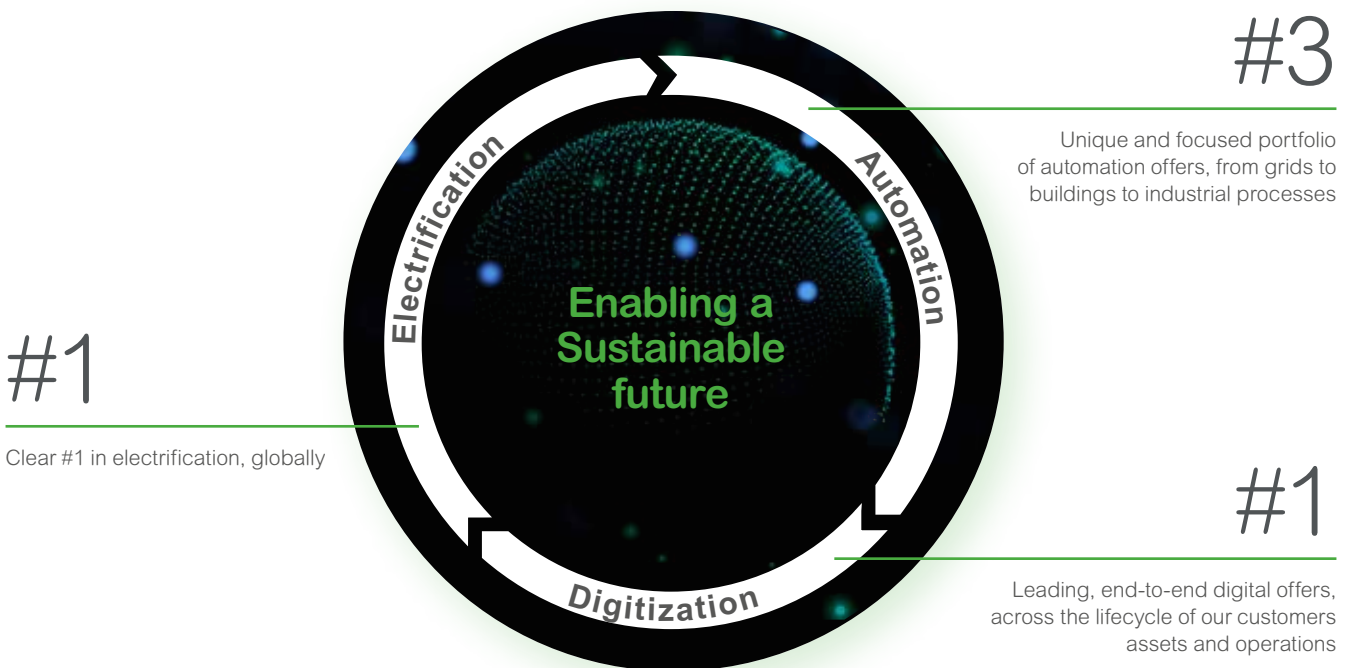 #3
Unique and focused portfolio
of automation offers, from grids to
buildings to industrial processes
Electrification
Automation
Enabling a
Sustainable
future
#1
Clear #1 in electrification, globally
#1
Leading, end-to-end digital offers,
across the lifecycle of our customers
assets and operations
Digitization